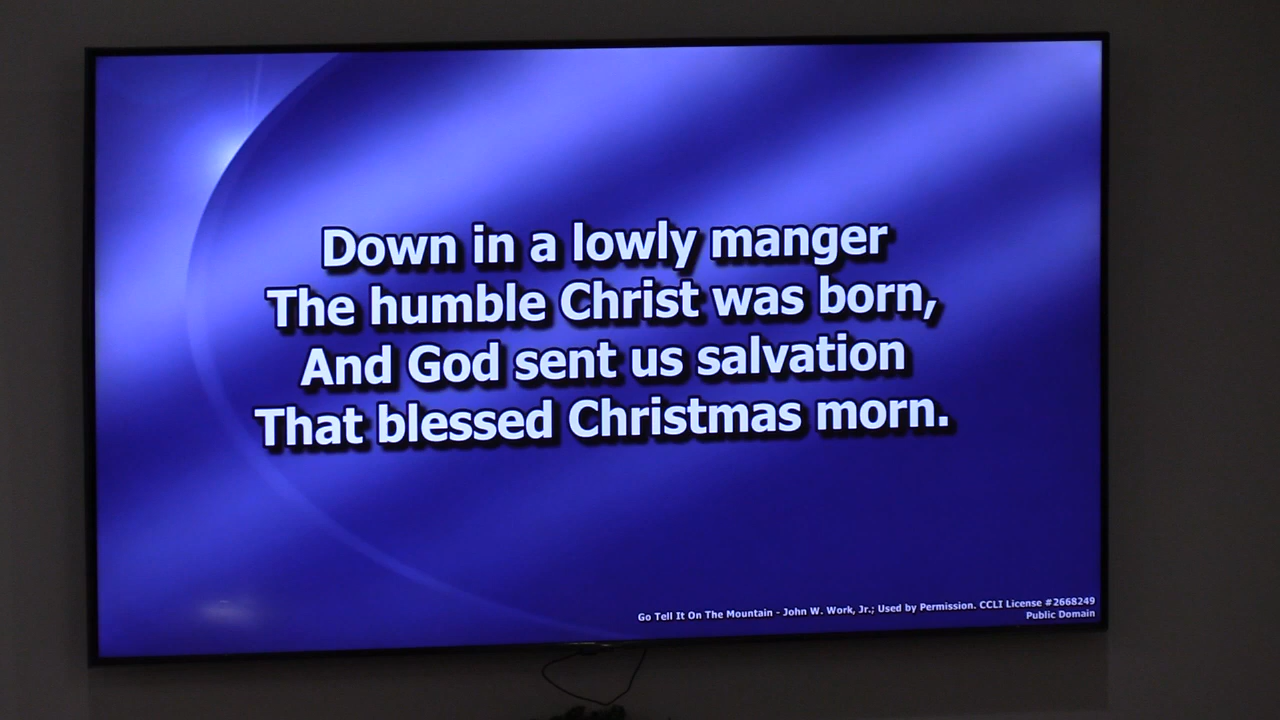 Down in a lowly manger
The humble Christ was born,
And God sent us salvation
That blessed Christmas morn.
Go Tell It On The Mountain - John W. Work, Jr.; Used by Permission. CCLI License #2668249
Public Domain